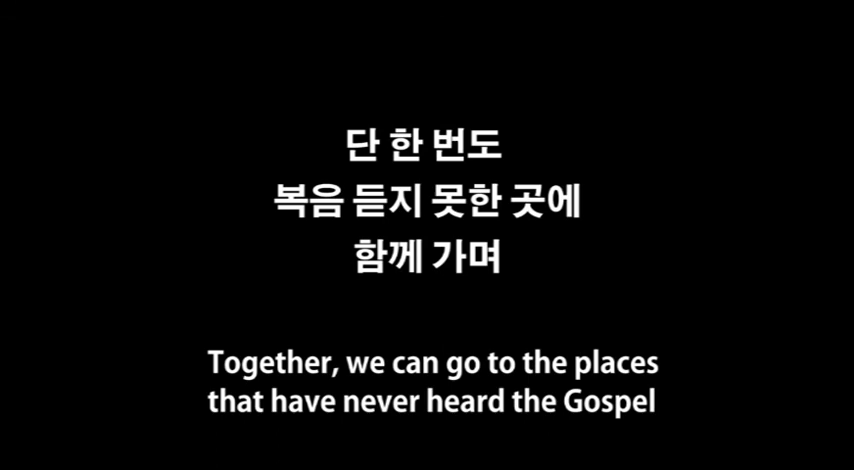 단 한 번도
복음 듣지 못한 곳에
함께 가며
Together, we can go to the places
that have never heard the Gospel